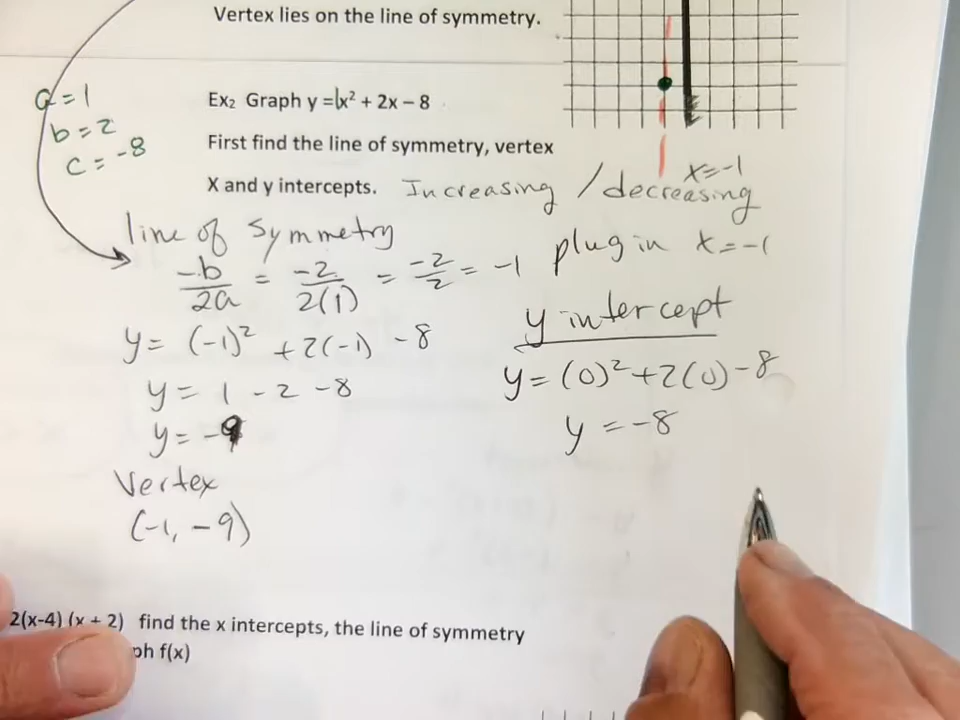 Vertex lies on the line of symmetry.
a = 1
b = 2
c = -8
Ex2 Graph y = 1x² + 2x – 8
First find the line of symmetry, vertex
X and y intercepts. Increasing / decreasing
x = -1
line of symmetry
-b/2a = -2/2(1) = -2/2 = -1
plug in x = -1
y = (-1)² + 2(-1) - 8
y = 1 - 2 - 8
y = -9
Vertex
(-1, -9)
y intercept
y = (0)² + 2(0) - 8
y = -8
2(x-4) (x + 2) find the x intercepts, the line of symmetry
ph f(x)